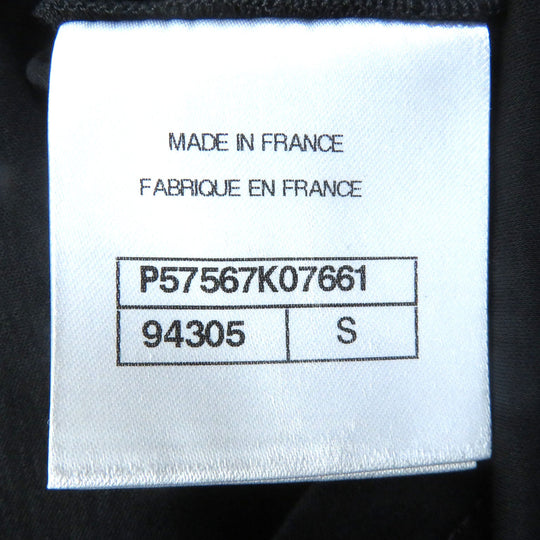 MADE IN FRANCE
FABRIQUE EN FRANCE
P57567K07661
94305 S